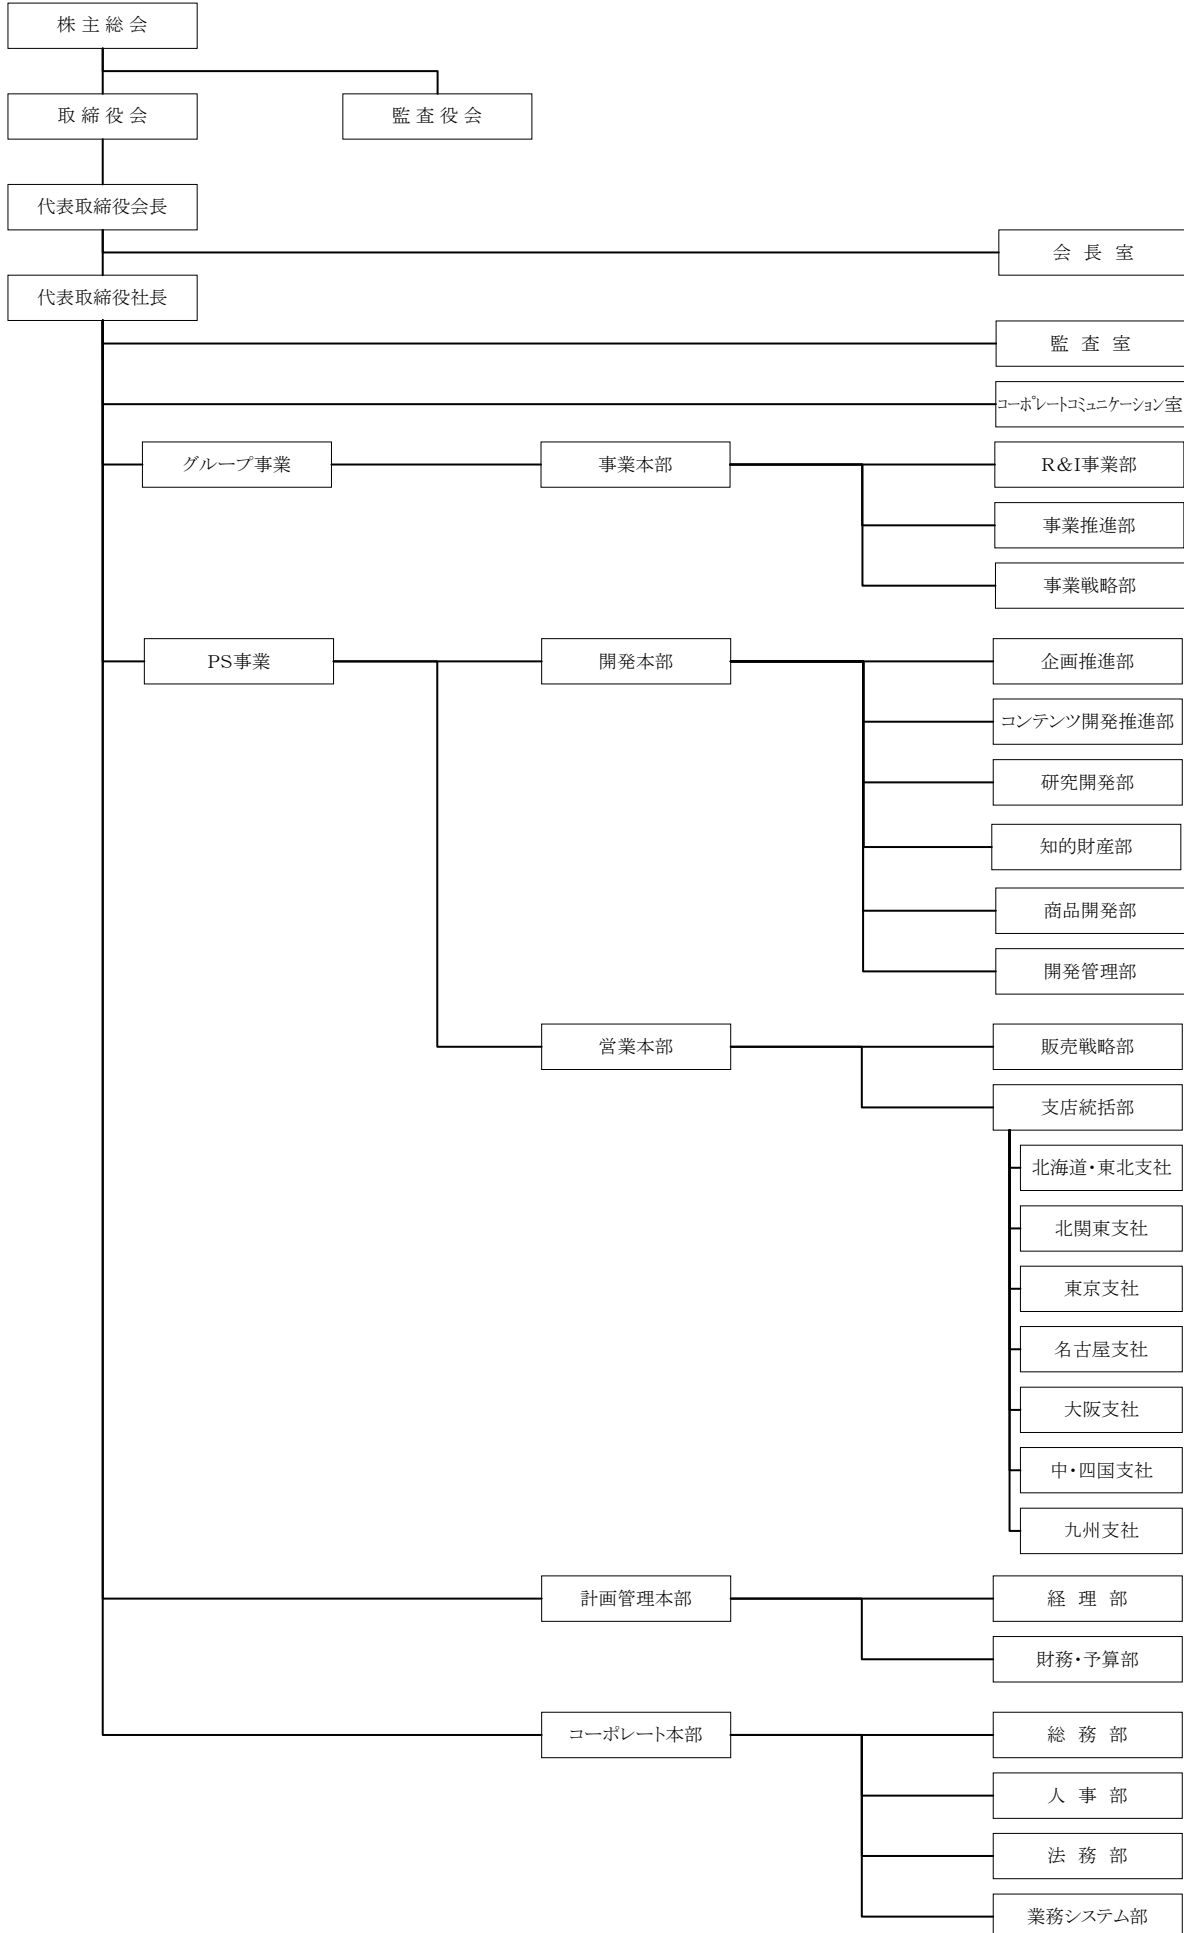 株 主 総 会
取 締 役 会
監 査 役 会
代表取締役会長
会 長 室
代表取締役社長
監 査 室
コーポレートコミュニケーション室
グループ事業
事業本部
R&I事業部
事業推進部
事業戦略部
PS事業
開発本部
企画推進部
コンテンツ開発推進部
研究開発部
知的財産部
商品開発部
開発管理部
営業本部
販売戦略部
支店統括部
北海道・東北支社
北関東支社
東京支社
名古屋支社
大阪支社
中・四国支社
九州支社
計画管理本部
経 理 部
財務・予算部
コーポレート本部
総 務 部
人 事 部
法 務 部
業務システム部